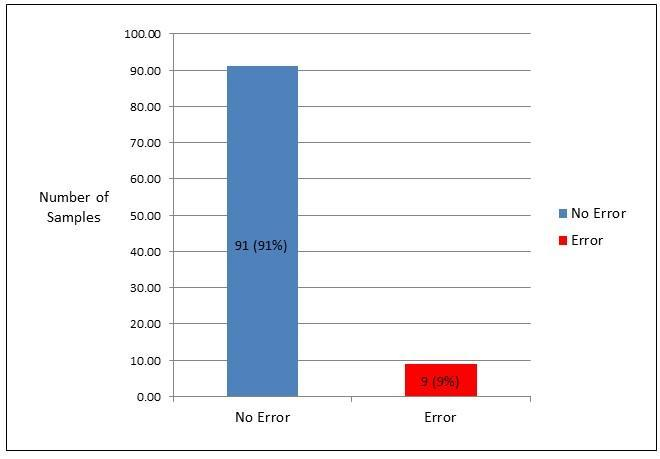 100.00
90.00
80.00
70.00
60.00
50.00
40.00
30.00
20.00
10.00
0.00
Number of
Samples
91 (91%)
9 (9%)
No Error
Error
No Error
Error